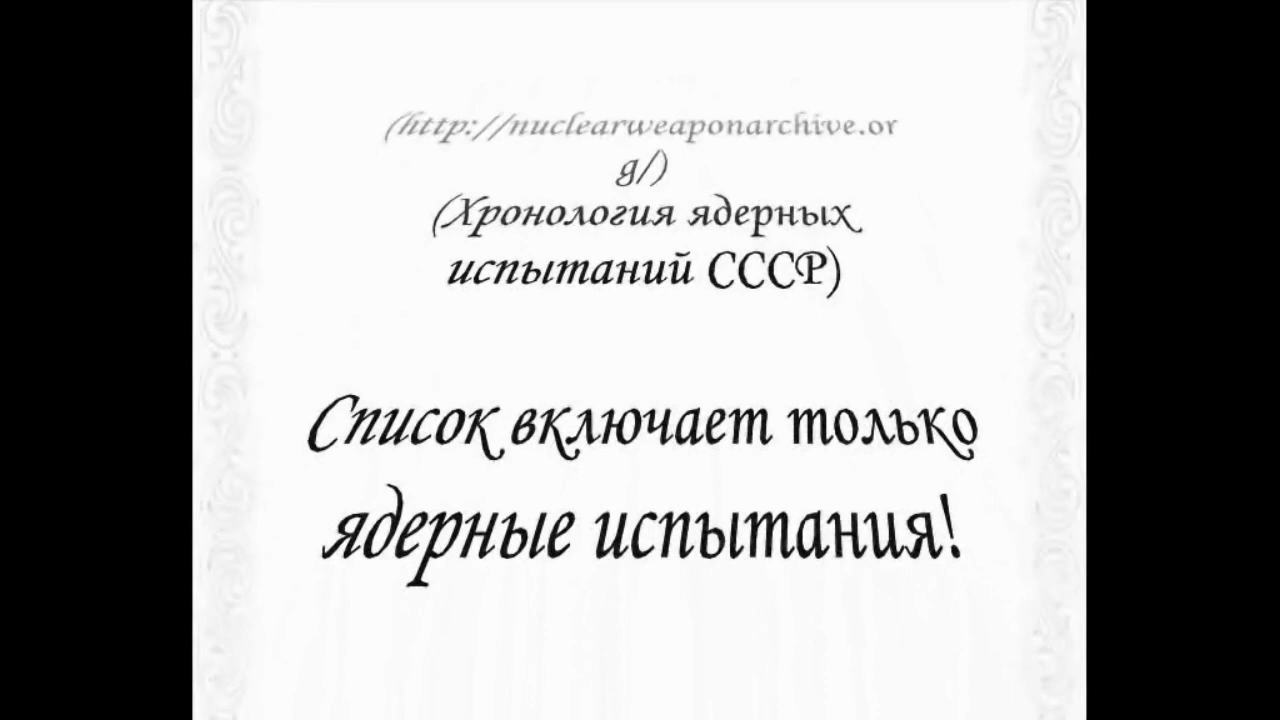 (http://nuclearweaponarchive.or
g/)
(Хронология ядерных
испытаний СССР)
Список включает только
ядерные испытания!